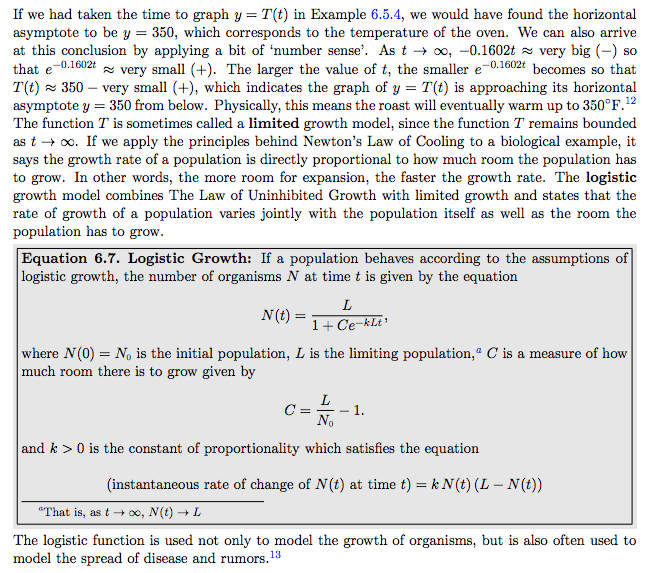 If we had taken the time to graph y = T(t) in Example 6.5.4, we would have found the horizontal
asymptote to be y = 350, which corresponds to the temperature of the oven. We can also arrive
at this conclusion by applying a bit of ‘number sense’. As t → ∞, −0.1602t ≈ very big (−) so
that e^{−0.1602t} ≈ very small (+). The larger the value of t, the smaller e^{−0.1602t} becomes so that
T(t) ≈ 350 − very small (+), which indicates the graph of y = T(t) is approaching its horizontal
asymptote y = 350 from below. Physically, this means the roast will eventually warm up to 350°F.^{12}
The function T is sometimes called a limited growth model, since the function T remains bounded
as t → ∞. If we apply the principles behind Newton’s Law of Cooling to a biological example, it
says the growth rate of a population is directly proportional to how much room the population has
to grow. In other words, the more room for expansion, the faster the growth rate. The logistic
growth model combines The Law of Uninhibited Growth with limited growth and states that the
rate of growth of a population varies jointly with the population itself as well as the room the
population has to grow.
Equation 6.7. Logistic Growth: If a population behaves according to the assumptions of
logistic growth, the number of organisms N at time t is given by the equation
N(t) = \frac{L}{1 + Ce^{−kLt}},
where N(0) = N₀ is the initial population, L is the limiting population,^a C is a measure of how
much room there is to grow given by
C = \frac{L}{N₀} − 1.
and k > 0 is the constant of proportionality which satisfies the equation
(instantaneous rate of change of N(t) at time t) = k N(t) (L − N(t))
^aThat is, as t → ∞, N(t) → L
The logistic function is used not only to model the growth of organisms, but is also often used to
model the spread of disease and rumors.^{13}